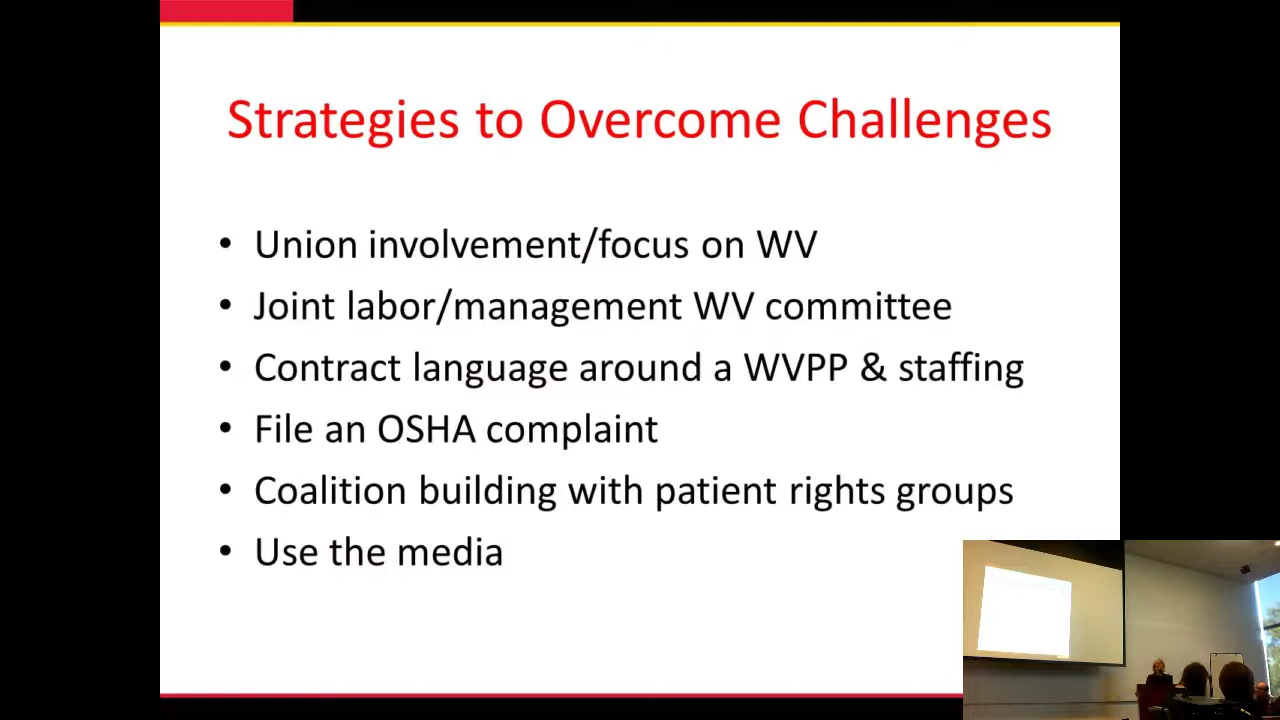 Strategies to Overcome Challenges
• Union involvement/focus on WV
• Joint labor/management WV committee
• Contract language around a WVPP & staffing
• File an OSHA complaint
• Coalition building with patient rights groups
• Use the media